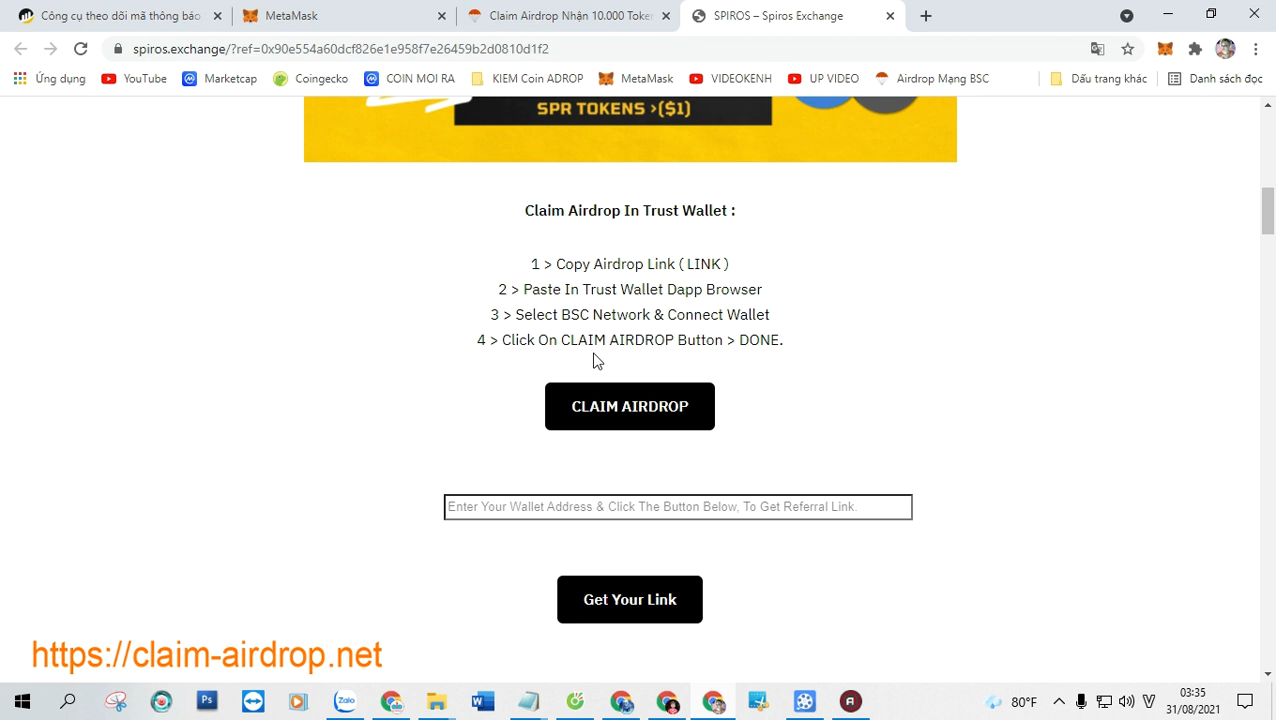 Công cụ theo dõi mã thông báo
MetaMask
Claim Airdrop Nhận 10.000 Token
SPIROS – Spiros Exchange
spiros.exchange/?ref=0x90e554a60dcf826e1e958f7e26459b2d0810d1f2
Ứng dụng
YouTube
Marketcap
Coingecko
COIN MOI RA
KIEM Coin ADROP
MetaMask
VIDEOKENH
UP VIDEO
Airdrop Mạng BSC
Dấu trang khác
Danh sách đọc
SPR TOKENS >($1)
Claim Airdrop In Trust Wallet :
1 > Copy Airdrop Link ( LINK )
2 > Paste In Trust Wallet Dapp Browser
3 > Select BSC Network & Connect Wallet
4 > Click On CLAIM AIRDROP Button > DONE.
CLAIM AIRDROP
Enter Your Wallet Address & Click The Button Below, To Get Referral Link.
Get Your Link
https://claim-airdrop.net
Ps
Zalo
W
A
80°F
V
03:35
31/08/2021